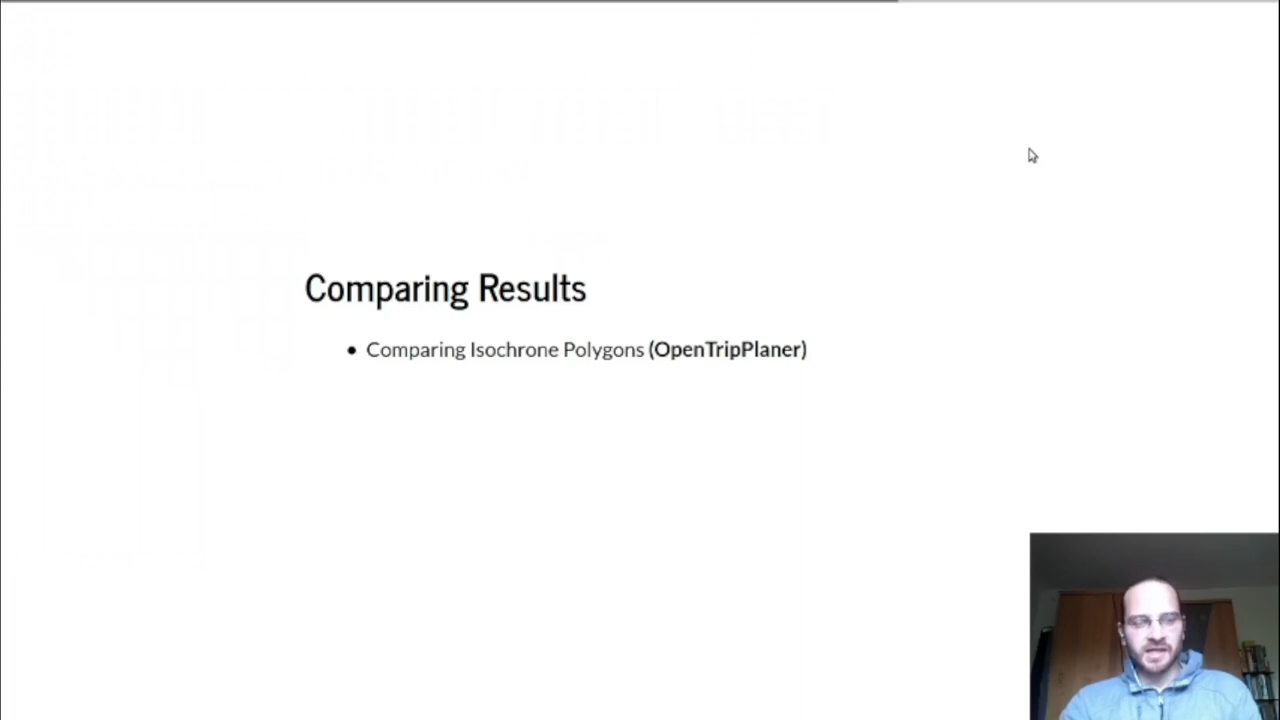 Comparing Results
• Comparing Isochrone Polygons (OpenTripPlaner)